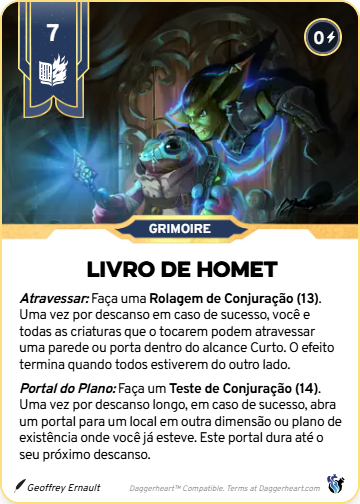 7
0
GRIMOIRE
LIVRO DE HOMET
Atravessar: Faça uma Rolagem de Conjuração (13).
Uma vez por descanso em caso de sucesso, você e
todas as criaturas que o tocarem podem atravessar
uma parede ou porta dentro do alcance Curto. O efeito
termina quando todos estiverem do outro lado.
Portal do Plano: Faça um Teste de Conjuração (14).
Uma vez por descanso longo, em caso de sucesso, abra
um portal para um local em outra dimensão ou plano de
existência onde você já esteve. Este portal dura até o
seu próximo descanso.
Geoffrey Ernault
Daggerheart™ Compatible. Terms at Daggerheart.com